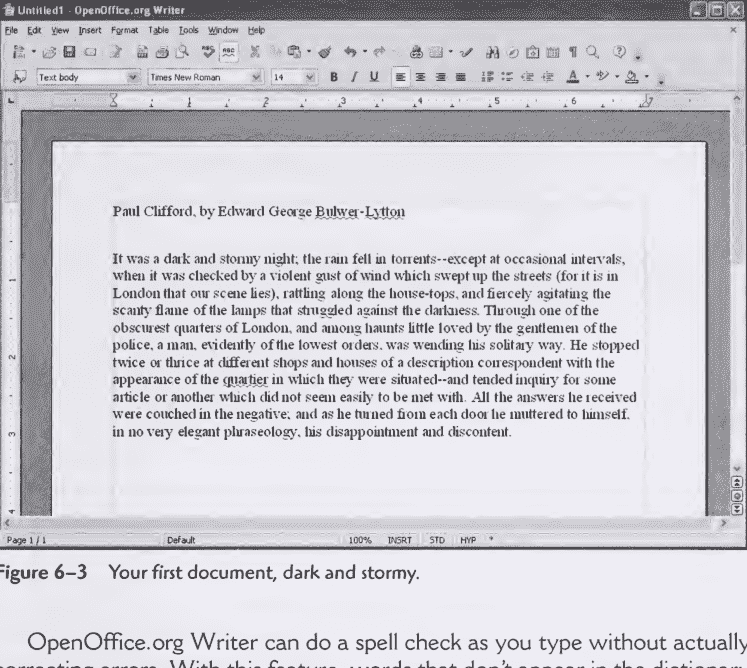 Untitled1 - OpenOffice.org Writer
File Edit View Insert Format Table Tools Window Help
Text body Times New Roman 14 B I U
1 2 3 4 5 6 7
Paul Clifford, by Edward George Bulwer-Lytton
It was a dark and stormy night; the rain fell in torrents--except at occasional intervals,
when it was checked by a violent gust of wind which swept up the streets (for it is in
London that our scene lies), rattling along the house-tops, and fiercely agitating the
scanty flame of the lamps that struggled against the darkness. Through one of the
obscurest quarters of London, and among haunts little loved by the gentlemen of the
police, a man, evidently of the lowest orders, was wending his solitary way. He stopped
twice or thrice at different shops and houses of a description correspondent with the
appearance of the quartier in which they were situated--and tended inquiry for some
article or another which did not seem easily to be met with. All the answers he received
were couched in the negative; and as he turned from each door he muttered to himself,
in no very elegant phraseology, his disappointment and discontent.
Page 1 / 1 Default 100% INSRT STD HYP *
Figure 6–3 Your first document, dark and stormy.
OpenOffice.org Writer can do a spell check as you type without actually
correcting errors. With this feature, words that don't appear in the dictionary